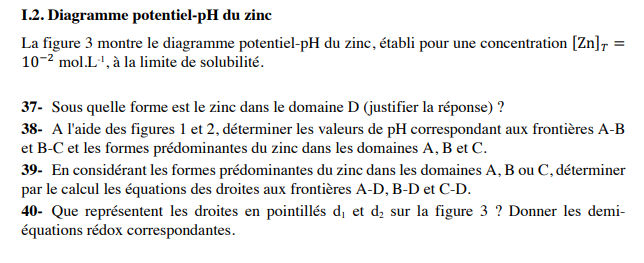 I.2. Diagramme potentiel-pH du zinc
La figure 3 montre le diagramme potentiel-pH du zinc, établi pour une concentration [Zn]_T =
10⁻² mol.L⁻¹, à la limite de solubilité.
37- Sous quelle forme est le zinc dans le domaine D (justifier la réponse) ?
38- A l'aide des figures 1 et 2, déterminer les valeurs de pH correspondant aux frontières A-B
et B-C et les formes prédominantes du zinc dans les domaines A, B et C.
39- En considérant les formes prédominantes du zinc dans les domaines A, B ou C, déterminer
par le calcul les équations des droites aux frontières A-D, B-D et C-D.
40- Que représentent les droites en pointillés d₁ et d₂ sur la figure 3 ? Donner les demi-
équations rédox correspondantes.